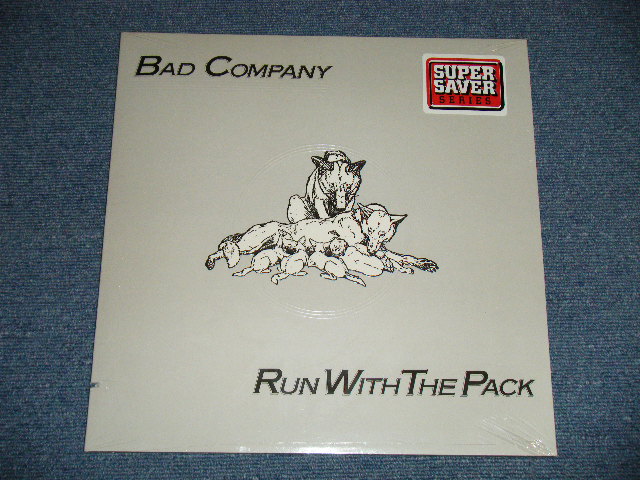 BAD COMPANY
SUPER
SAVER
SERIES
RUN WITH THE PACK